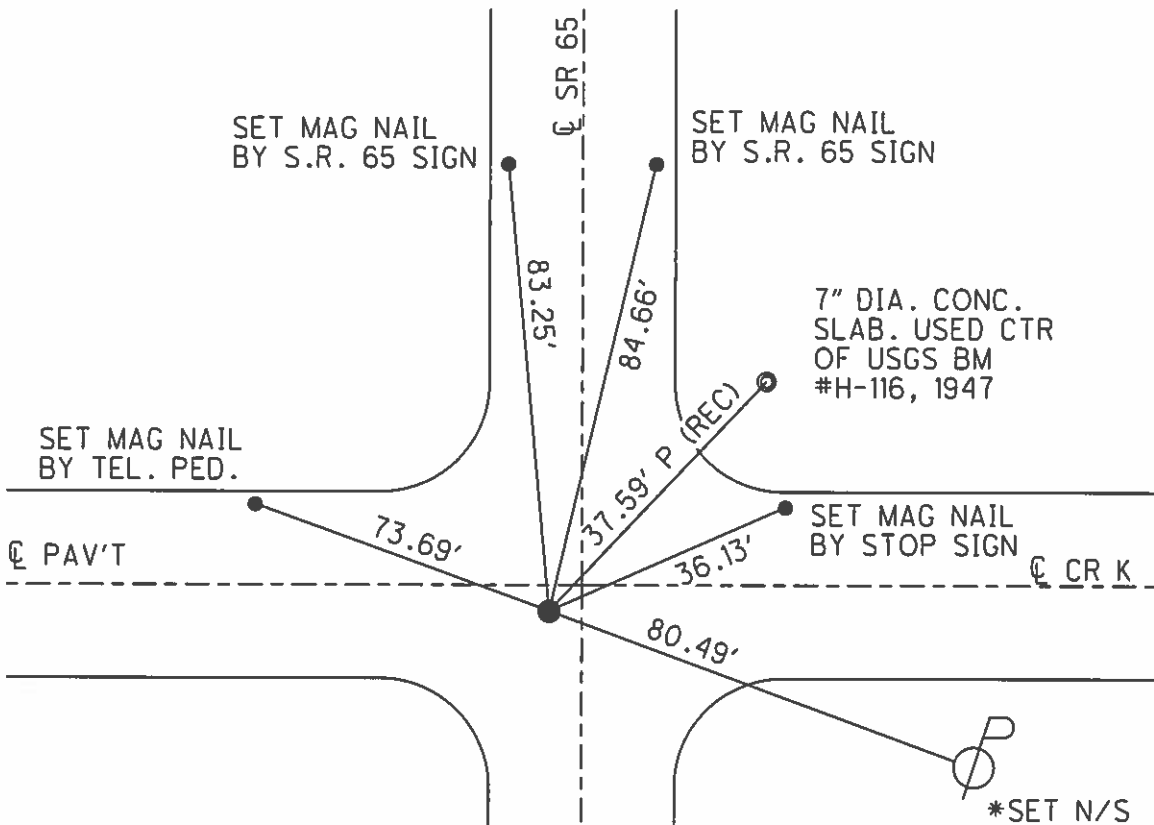 ℄ SR 65
SET MAG NAIL
BY S.R. 65 SIGN
SET MAG NAIL
BY S.R. 65 SIGN
83.25'
84.66'
7" DIA. CONC.
SLAB. USED CTR
OF USGS BM
#H-116, 1947
37.59' P (REC)
SET MAG NAIL
BY TEL. PED.
73.69'
36.13'
SET MAG NAIL
BY STOP SIGN
℄ PAV'T
℄ CR K
80.49'
P
*SET N/S